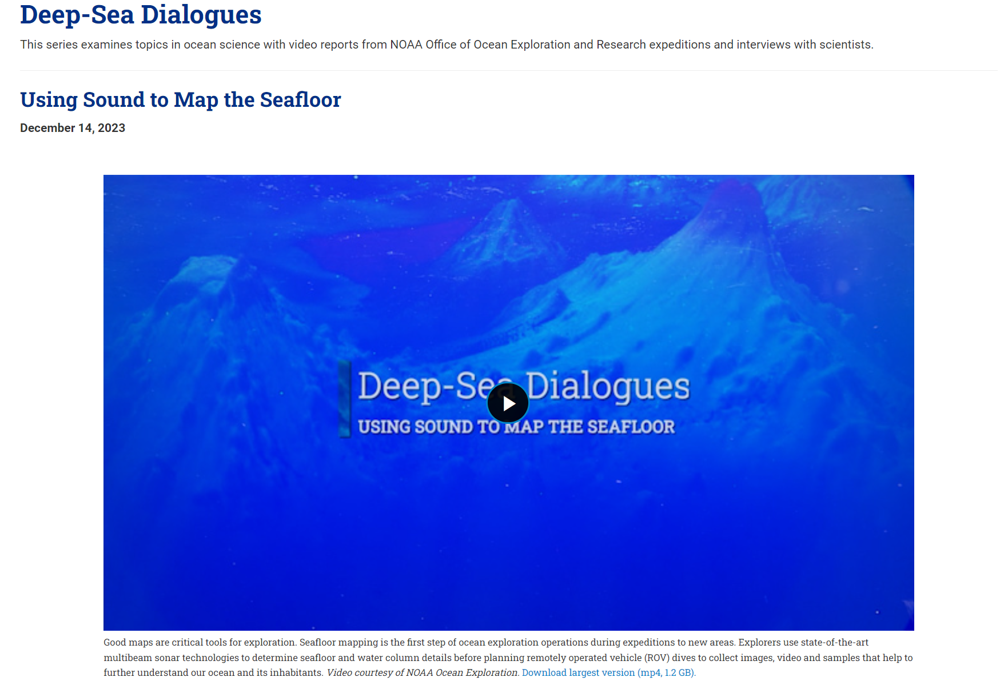 Deep-Sea Dialogues
This series examines topics in ocean science with video reports from NOAA Office of Ocean Exploration and Research expeditions and interviews with scientists.
Using Sound to Map the Seafloor
December 14, 2023
Deep-Sea Dialogues
USING SOUND TO MAP THE SEAFLOOR
Good maps are critical tools for exploration. Seafloor mapping is the first step of ocean exploration operations during expeditions to new areas. Explorers use state-of-the-art
multibeam sonar technologies to determine seafloor and water column details before planning remotely operated vehicle (ROV) dives to collect images, video and samples that help to
further understand our ocean and its inhabitants. Video courtesy of NOAA Ocean Exploration. Download largest version (mp4, 1.2 GB).